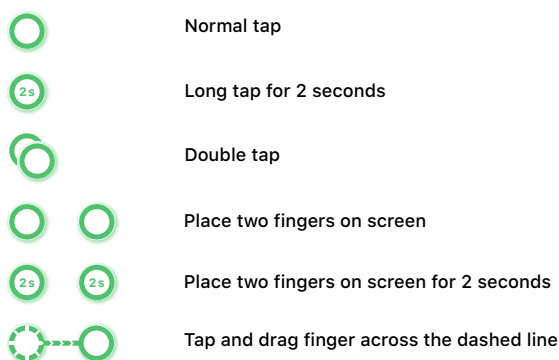 Normal tap
2s Long tap for 2 seconds
Double tap
Place two fingers on screen
2s 2s Place two fingers on screen for 2 seconds
Tap and drag finger across the dashed line